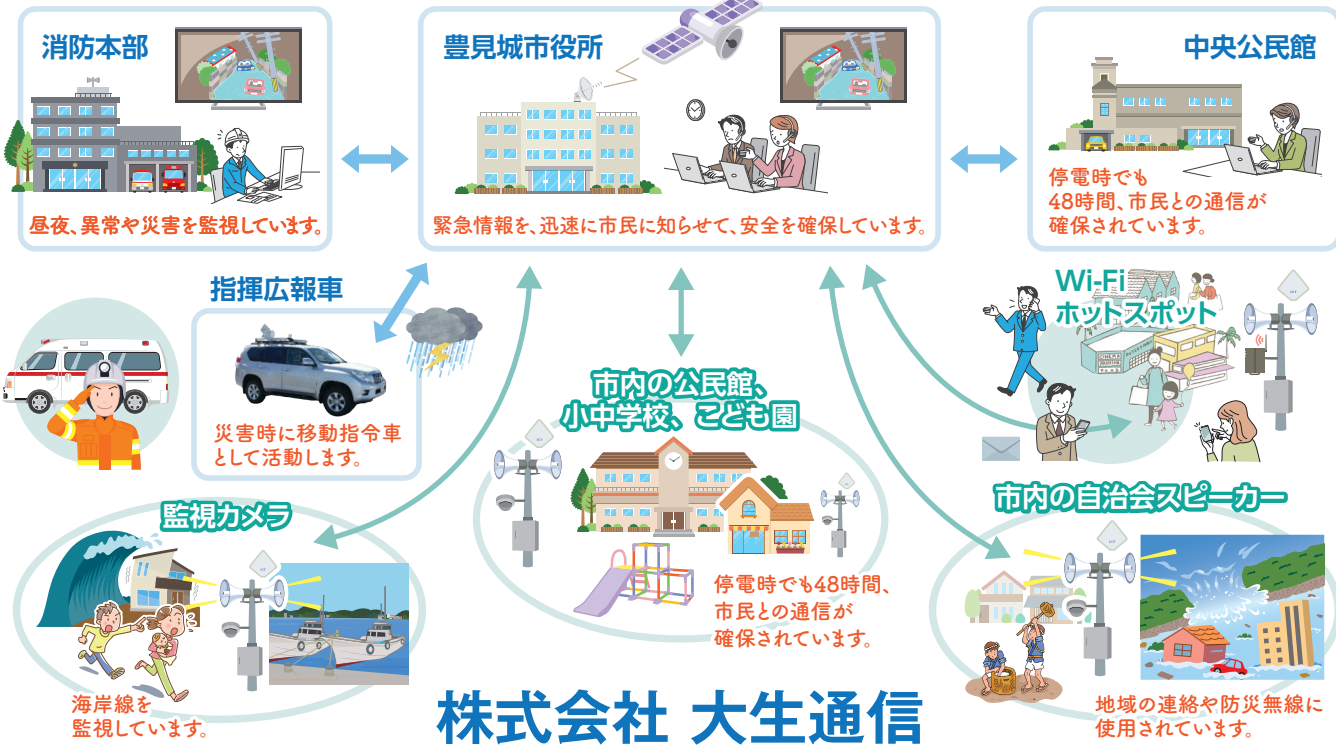 消防本部
昼夜、異常や災害を監視しています。
豊見城市役所
緊急情報を、迅速に市民に知らせて、安全を確保しています。
中央公民館
停電時でも
48時間、市民との通信が
確保されています。
指揮広報車
災害時に移動指令車
として活動します。
Wi-Fi
ホットスポット
市内の公民館、
小中学校、こども園
停電時でも48時間、
市民との通信が
確保されています。
監視カメラ
海岸線を
監視しています。
市内の自治会スピーカー
地域の連絡や防災無線に
使用されています。
株式会社 大生通信